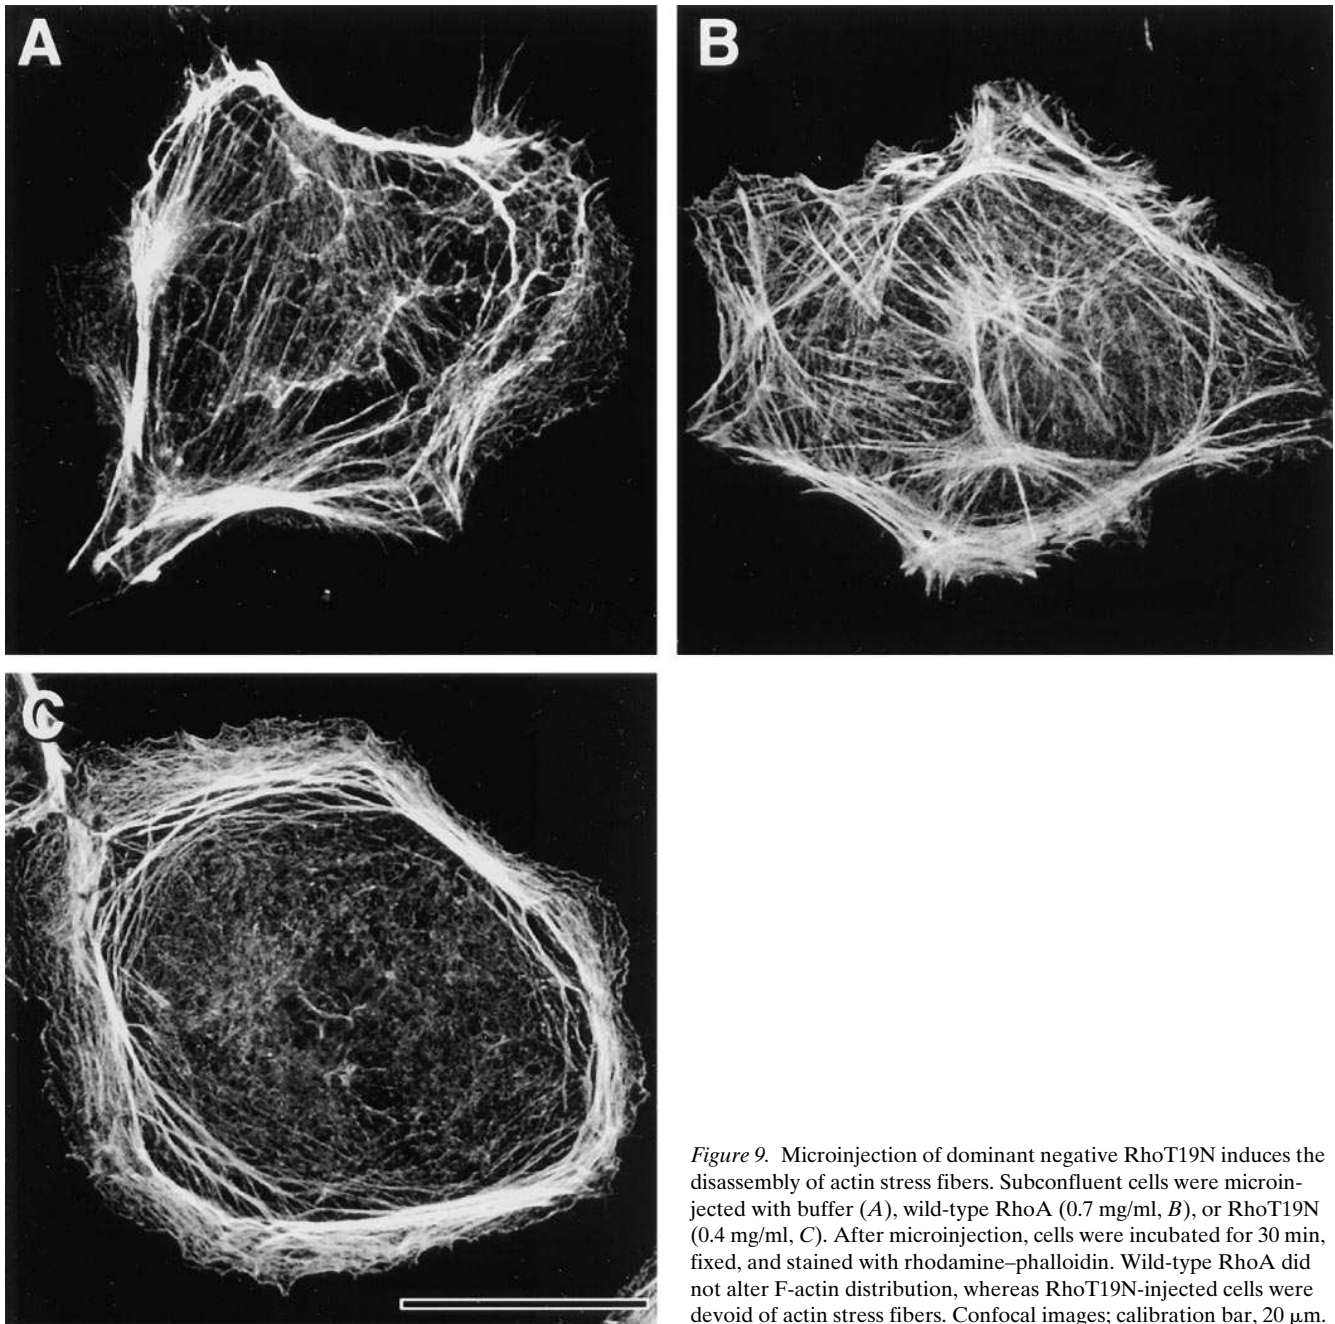 A
B
C
Figure 9. Microinjection of dominant negative RhoT19N induces the
disassembly of actin stress fibers. Subconfluent cells were microin-
jected with buffer (A), wild-type RhoA (0.7 mg/ml, B), or RhoT19N
(0.4 mg/ml, C). After microinjection, cells were incubated for 30 min,
fixed, and stained with rhodamine–phalloidin. Wild-type RhoA did
not alter F-actin distribution, whereas RhoT19N-injected cells were
devoid of actin stress fibers. Confocal images; calibration bar, 20 μm.